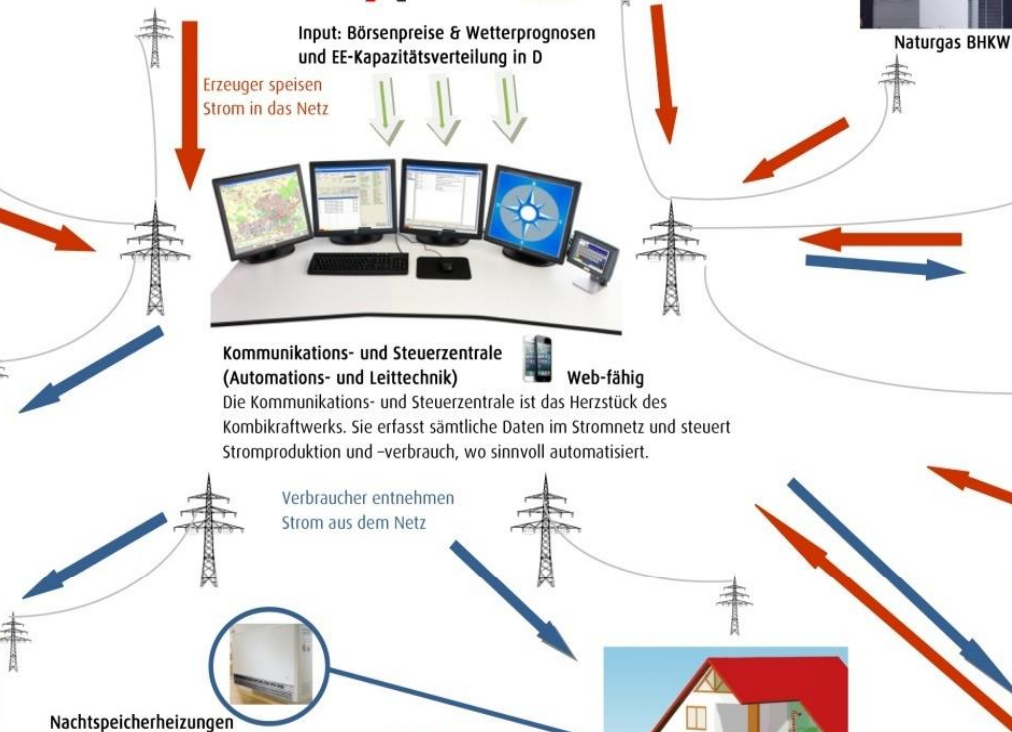 Input: Börsenpreise & Wetterprognosen
und EE-Kapazitätsverteilung in D
Naturgas BHKW
Erzeuger speisen
Strom in das Netz
Kommunikations- und Steuerzentrale
(Automations- und Leittechnik)
Web-fähig
Die Kommunikations- und Steuerzentrale ist das Herzstück des
Kombikraftwerks. Sie erfasst sämtliche Daten im Stromnetz und steuert
Stromproduktion und –verbrauch, wo sinnvoll automatisiert.
Verbraucher entnehmen
Strom aus dem Netz
Nachtspeicherheizungen